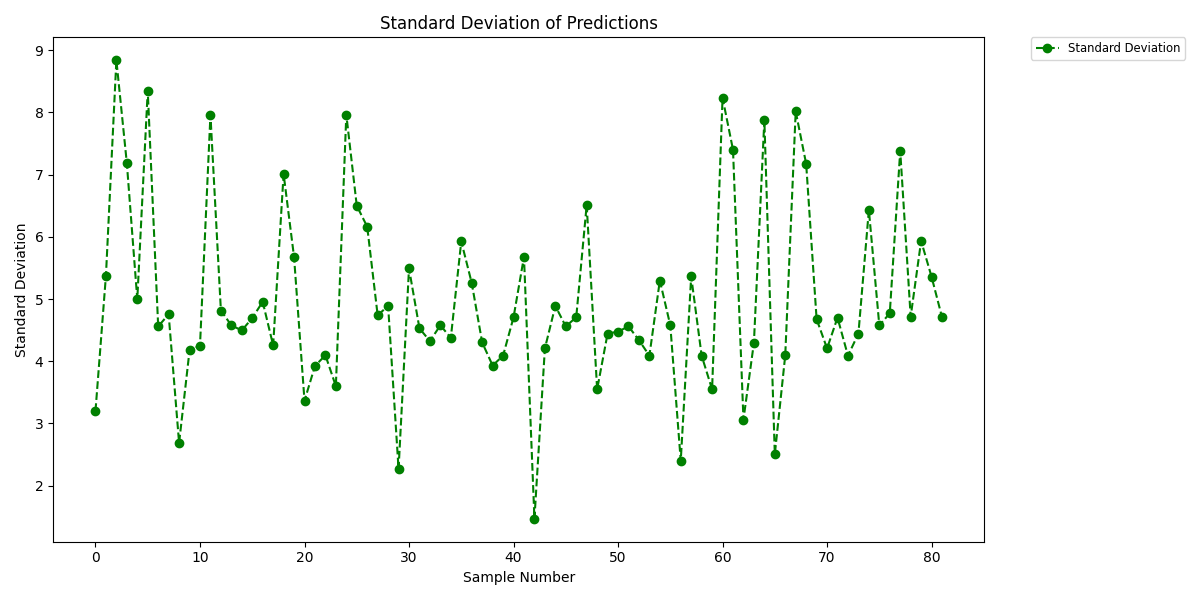 Standard Deviation of Predictions
Standard Deviation
9
8
7
6
5
4
3
2
Standard Deviation
0 10 20 30 40 50 60 70 80
Sample Number